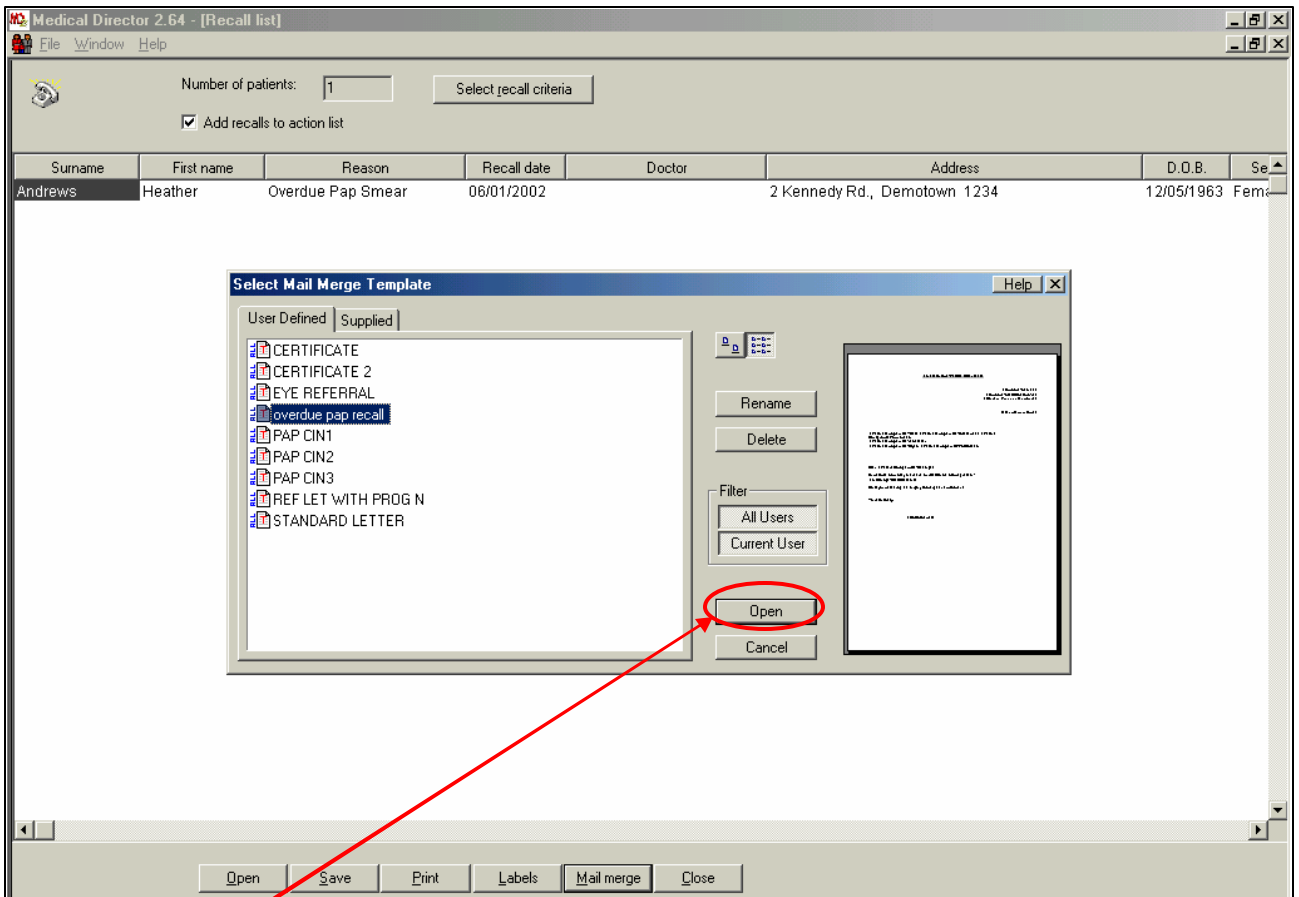 Medical Director 2.64 - [Recall list]
File Window Help
Number of patients: 1 Select recall criteria
Add recalls to action list
Surname First name Reason Recall date Doctor Address D.O.B. Se
Andrews Heather Overdue Pap Smear 06/01/2002 2 Kennedy Rd., Demotown 1234 12/05/1963 Fema
Select Mail Merge Template Help
User Defined Supplied
CERTIFICATE
CERTIFICATE 2
EYE REFERRAL
overdue pap recall
PAP CIN1
PAP CIN2
PAP CIN3
REF LET WITH PROG N
STANDARD LETTER
Rename
Delete
Filter
All Users
Current User
Open
Cancel
Open Save Print Labels Mail merge Close